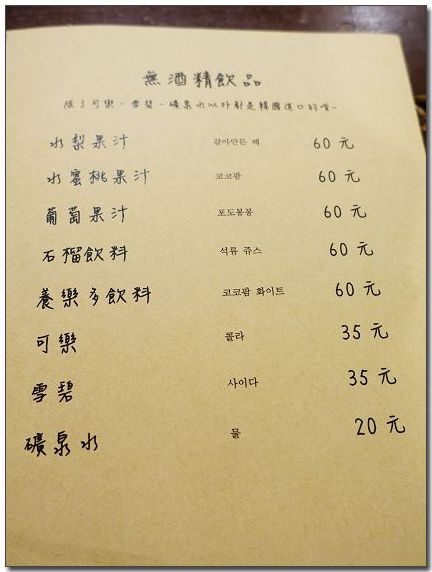 無酒精飲品
除了可樂、雪碧、礦泉水以外都是韓國進口的唷~
水梨果汁 갈아만든 배 60元
水蜜桃果汁 코코팜 60元
葡萄果汁 포도봉봉 60元
石榴飲料 석류 쥬스 60元
養樂多飲料 코코팜 화이트 60元
可樂 콜라 35元
雪碧 사이다 35元
礦泉水 물 20元